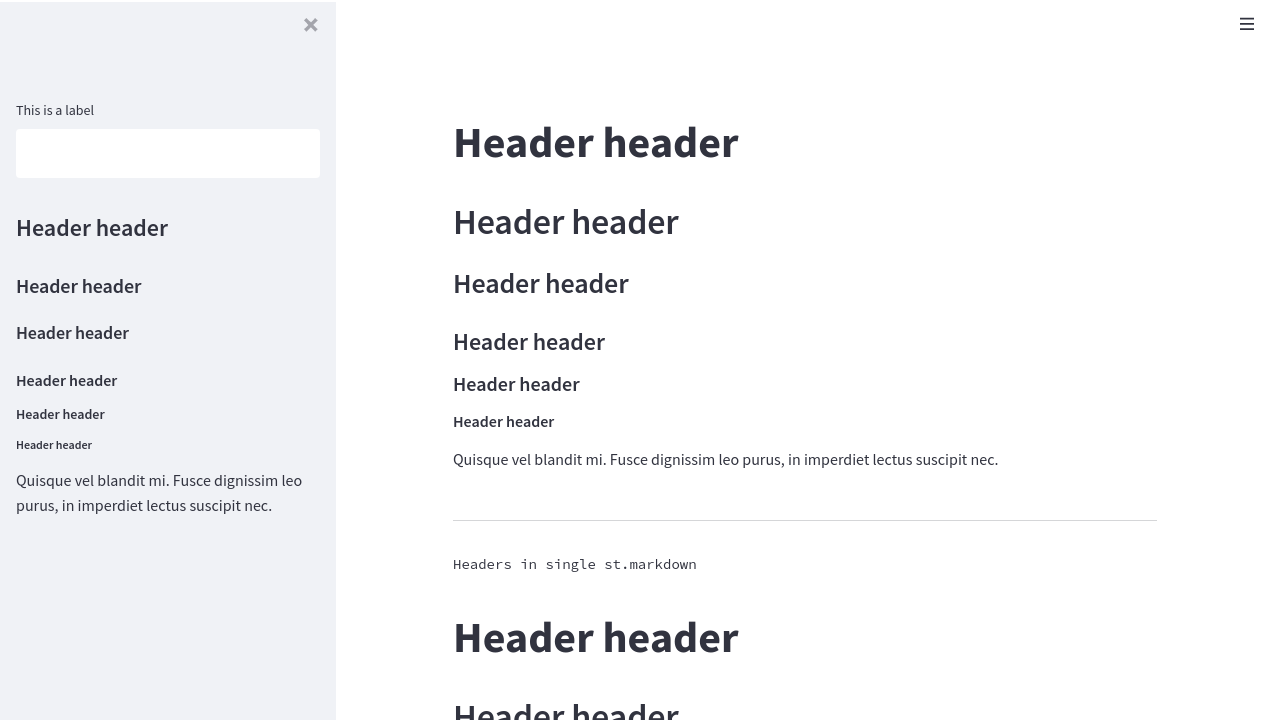 This is a label
Header header
Header header
Header header
Header header
Header header
Header header
Quisque vel blandit mi. Fusce dignissim leo
purus, in imperdiet lectus suscipit nec.
Header header
Header header
Header header
Header header
Header header
Header header
Quisque vel blandit mi. Fusce dignissim leo purus, in imperdiet lectus suscipit nec.
Headers in single st.markdown
Header header
Header header